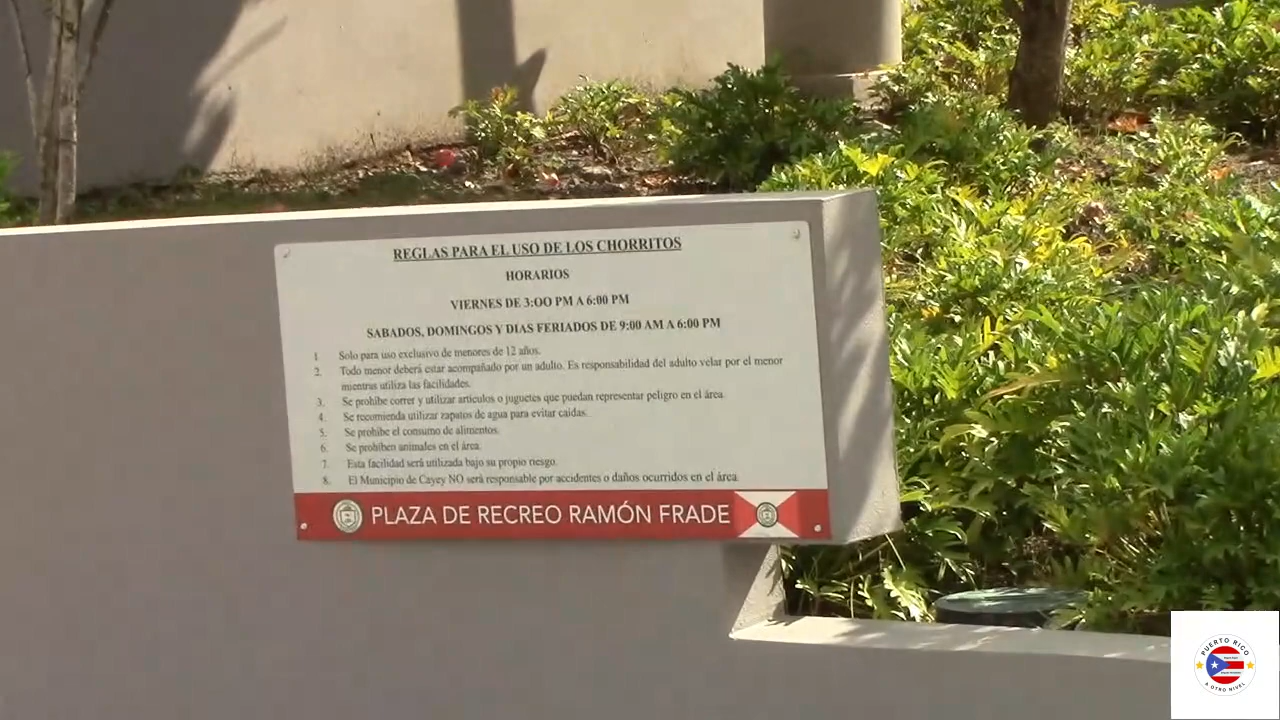 REGLAS PARA EL USO DE LOS CHORRITOS
HORARIOS
VIERNES DE 3:OO PM A 6:00 PM
SABADOS, DOMINGOS Y DIAS FERIADOS DE 9:00 AM A 6:00 PM
1. Solo para uso exclusivo de menores de 12 años.
2. Todo menor deberá estar acompañado por un adulto. Es responsabilidad del adulto velar por el menor
mientras utiliza las facilidades.
3. Se prohibe correr y utilizar artículos o juguetes que puedan representar peligro en el área.
4. Se recomienda utilizar zapatos de agua para evitar caídas.
5. Se prohibe el consumo de alimentos.
6. Se prohiben animales en el área.
7. Esta facilidad será utilizada bajo su propio riesgo.
8. El Municipio de Cayey NO será responsable por accidentes o daños ocurridos en el área.
PLAZA DE RECREO RAMÓN FRADE
PUERTO RICO
A OTRO NIVEL